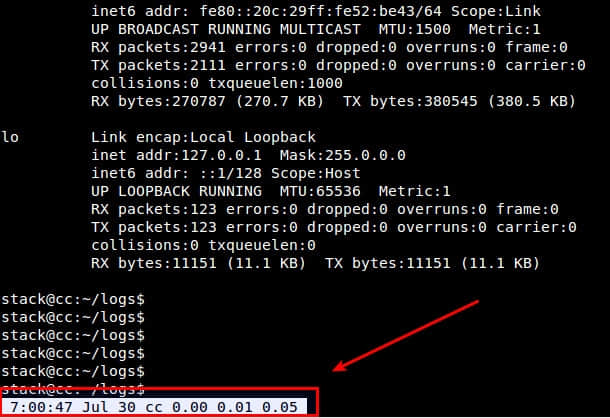 inet6 addr: fe80::20c:29ff:fe52:be43/64 Scope:Link
UP BROADCAST RUNNING MULTICAST  MTU:1500  Metric:1
RX packets:2941 errors:0 dropped:0 overruns:0 frame:0
TX packets:2111 errors:0 dropped:0 overruns:0 carrier:0
collisions:0 txqueuelen:1000
RX bytes:270787 (270.7 KB)  TX bytes:380545 (380.5 KB)
lo        Link encap:Local Loopback
inet addr:127.0.0.1  Mask:255.0.0.0
inet6 addr: ::1/128 Scope:Host
UP LOOPBACK RUNNING  MTU:65536  Metric:1
RX packets:123 errors:0 dropped:0 overruns:0 frame:0
TX packets:123 errors:0 dropped:0 overruns:0 carrier:0
collisions:0 txqueuelen:0
RX bytes:11151 (11.1 KB)  TX bytes:11151 (11.1 KB)
stack@cc:~/logs$
stack@cc:~/logs$
stack@cc:~/logs$
stack@cc:~/logs$
stack@cc:~/logs$
stack@cc:~/logs$
7:00:47 Jul 30 cc 0.00 0.01 0.05